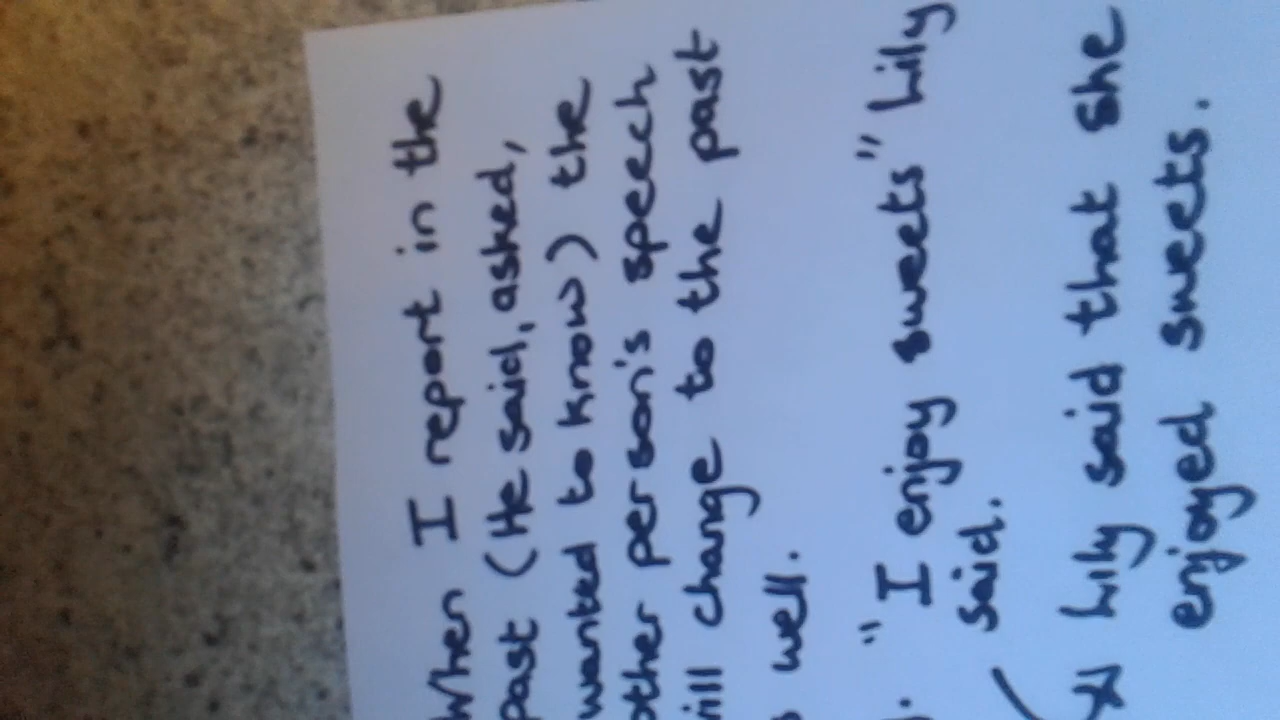 When I report in the
past (He said, asked,
wanted to know) the
other person's speech
will change to the past
s well.
. "I enjoy sweets" Lily
said.
Lily said that she
enjoyed sweets.